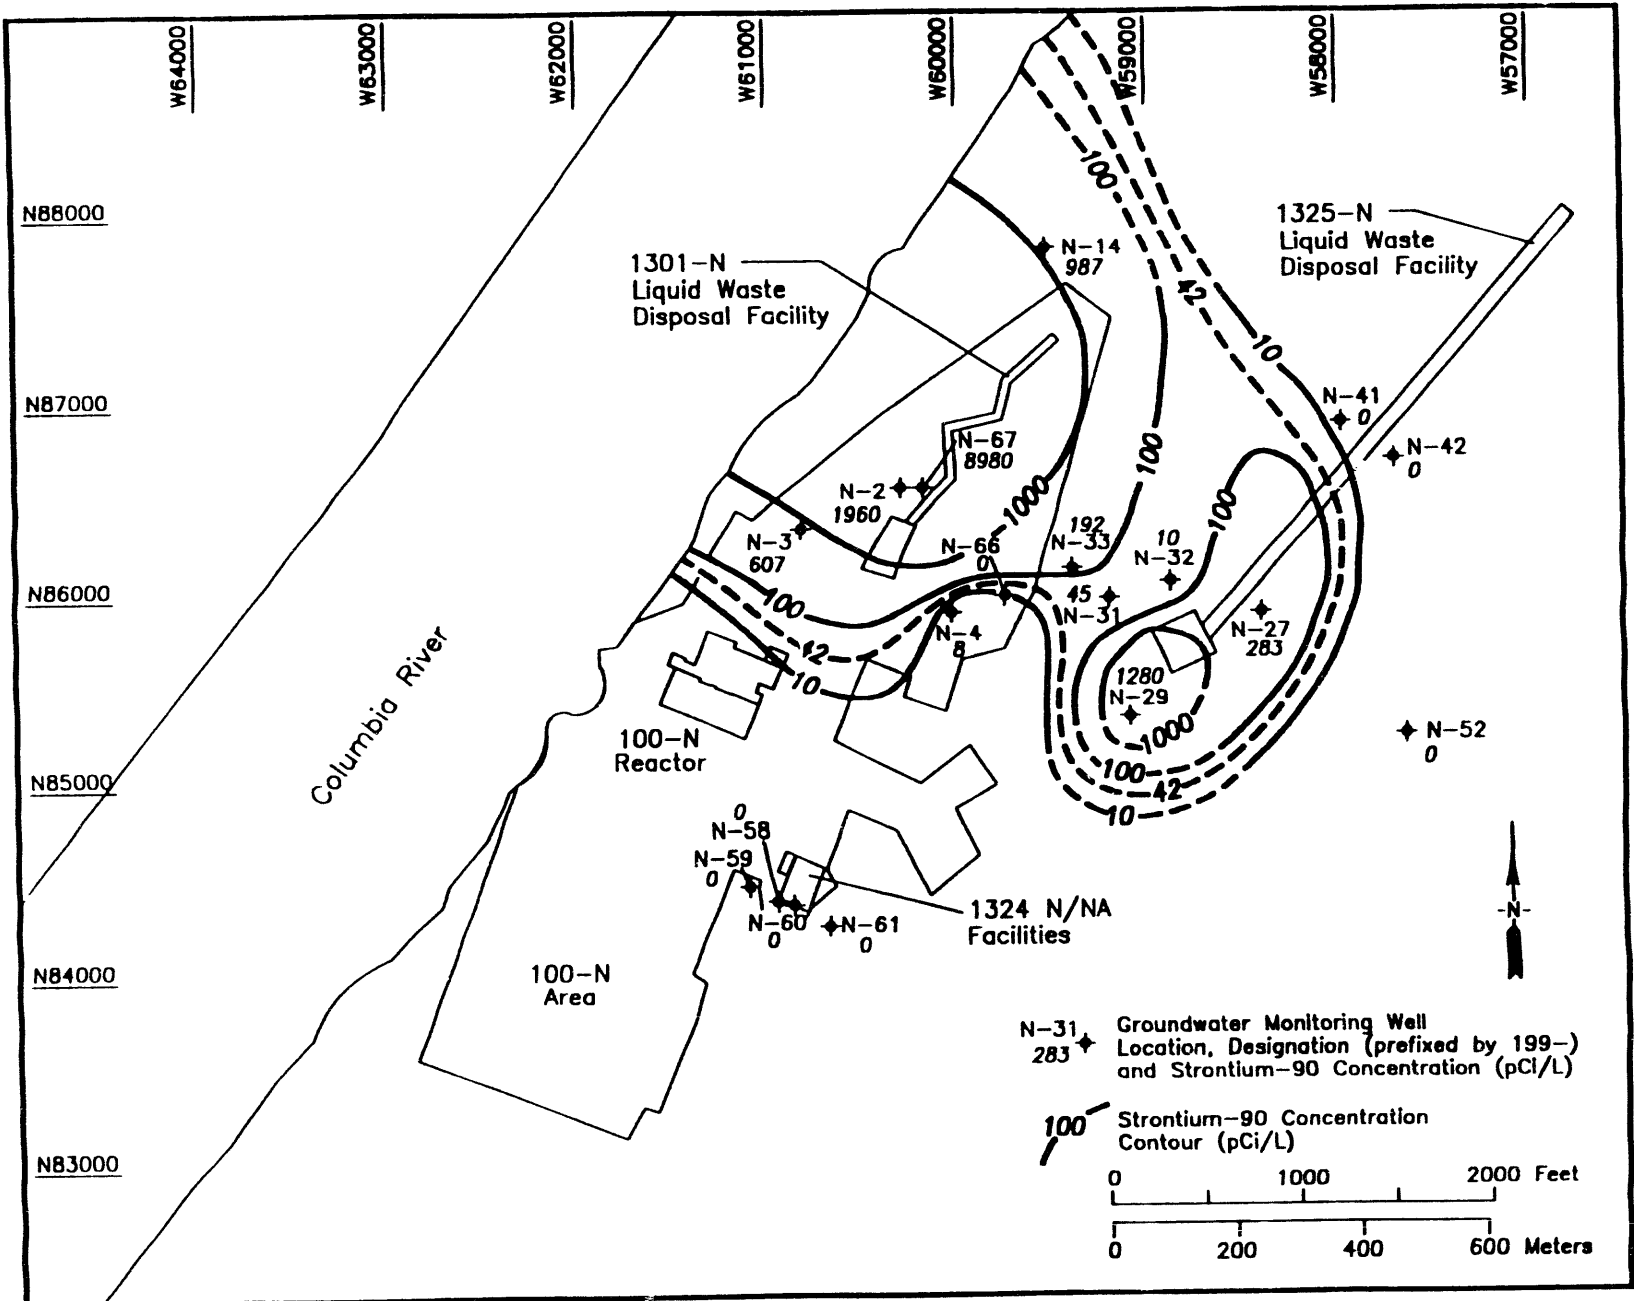 W64000
W63000
W62000
W61000
W60000
W59000
W58000
W57000
N88000
N87000
N86000
N85000
N84000
N83000
Columbia River
1301-N
Liquid Waste
Disposal Facility
1325-N
Liquid Waste
Disposal Facility
100
42
10
N-14
987
N-41
0
N-42
0
N-67
8980
N-2
1960
1000
100
100
N-3
607
N-66
0
192
N-33
10
N-32
45
N-31
N-27
283
100
42
10
N-4
8
1280
N-29
1000
100
42
10
N-52
0
100-N
Reactor
0
N-58
N-59
0
N-60
0
N-61
0
1324 N/NA
Facilities
100-N
Area
-N-
N-31
283
Groundwater Monitoring Well
Location, Designation (prefixed by 199-)
and Strontium-90 Concentration (pCi/L)
100
Strontium-90 Concentration
Contour (pCi/L)
0 1000 2000 Feet
0 200 400 600 Meters